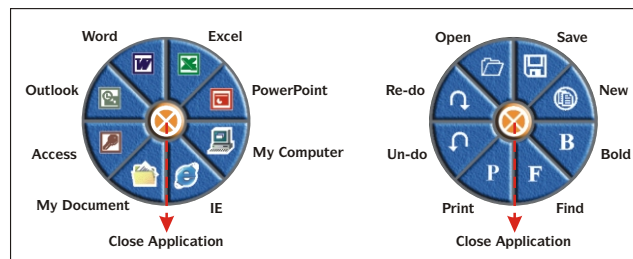 Word
Excel
Outlook
PowerPoint
Access
My Computer
My Document
IE
Close Application
Open
Save
Re-do
New
Un-do
B
Bold
P
F
Print
Find
Close Application